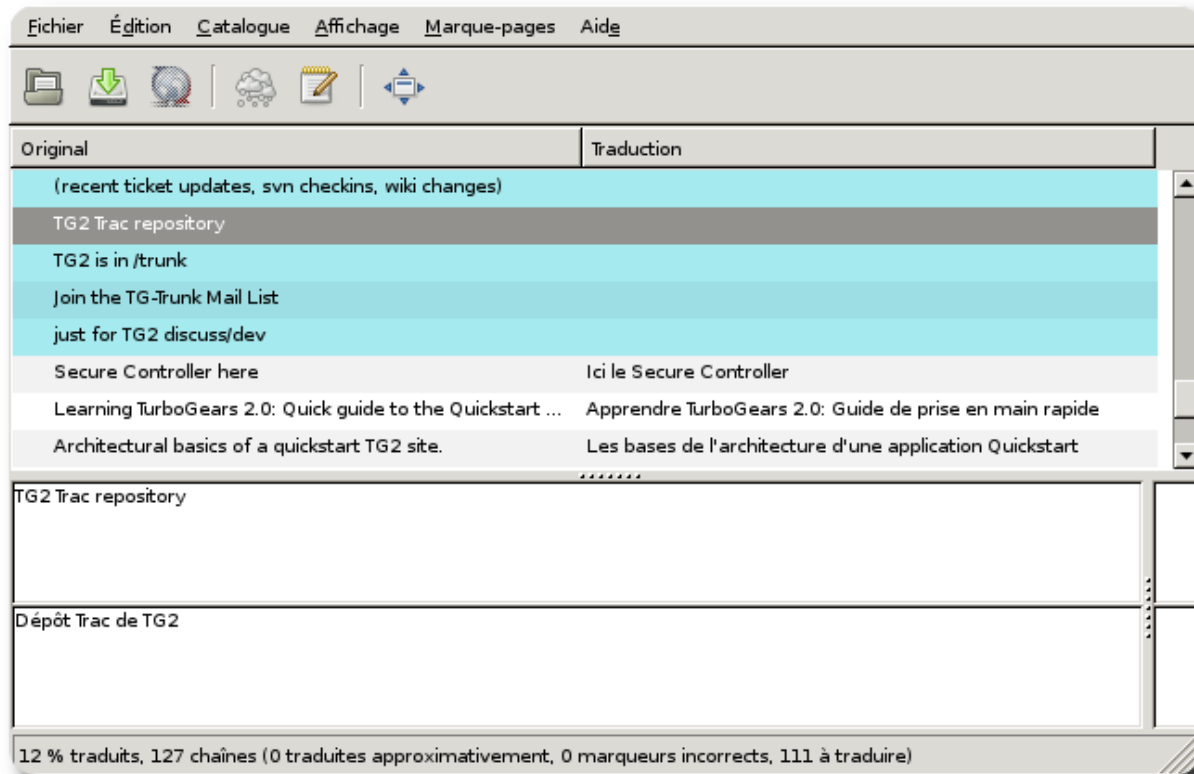 Fichier Édition Catalogue Affichage Marque-pages Aide
Original Traduction
(recent ticket updates, svn checkins, wiki changes)
TG2 Trac repository
TG2 is in /trunk
Join the TG-Trunk Mail List
just for TG2 discuss/dev
Secure Controller here Ici le Secure Controller
Learning TurboGears 2.0: Quick guide to the Quickstart ... Apprendre TurboGears 2.0: Guide de prise en main rapide
Architectural basics of a quickstart TG2 site. Les bases de l'architecture d'une application Quickstart
TG2 Trac repository
Dépôt Trac de TG2
12 % traduits, 127 chaînes (0 traduites approximativement, 0 marqueurs incorrects, 111 à traduire)